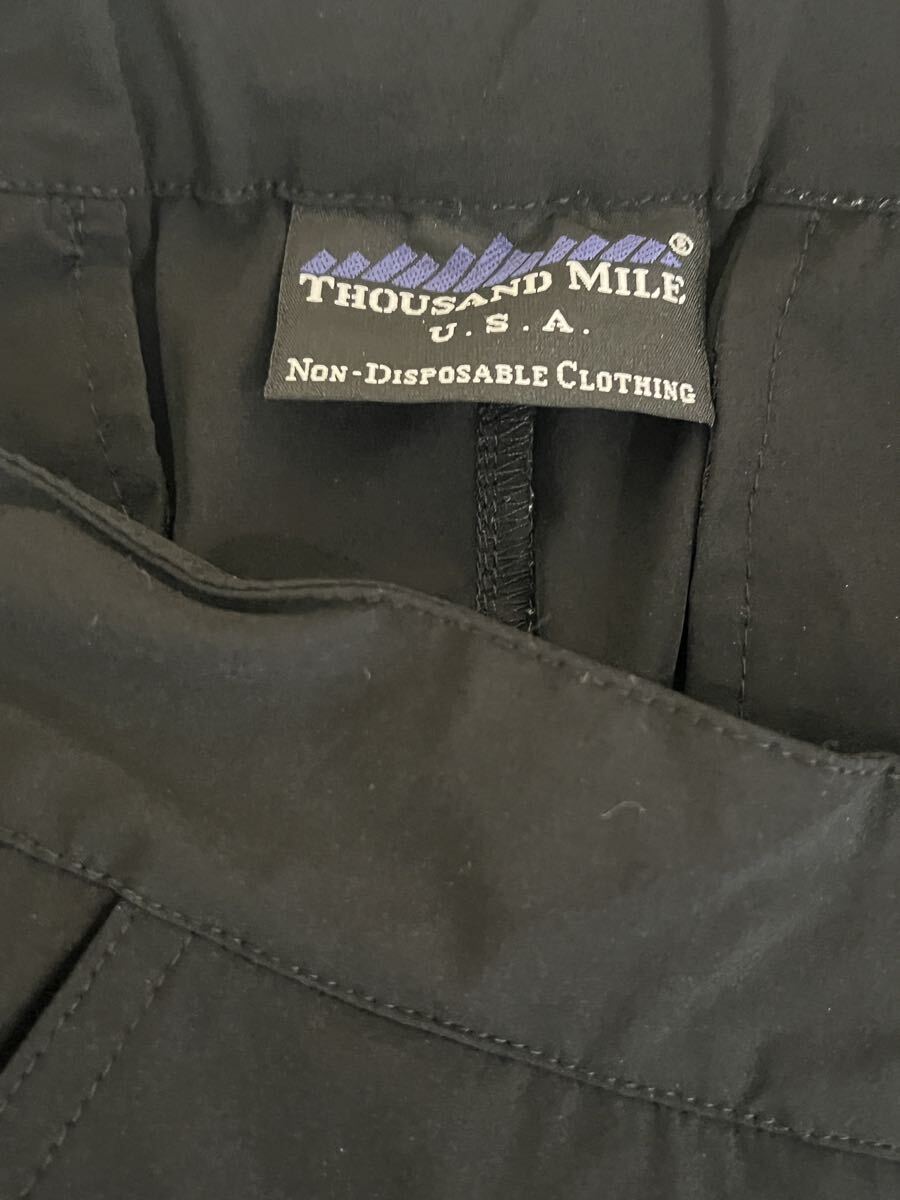 ®
THOUSAND MILE
U.S.A.
NON-DISPOSABLE CLOTHING